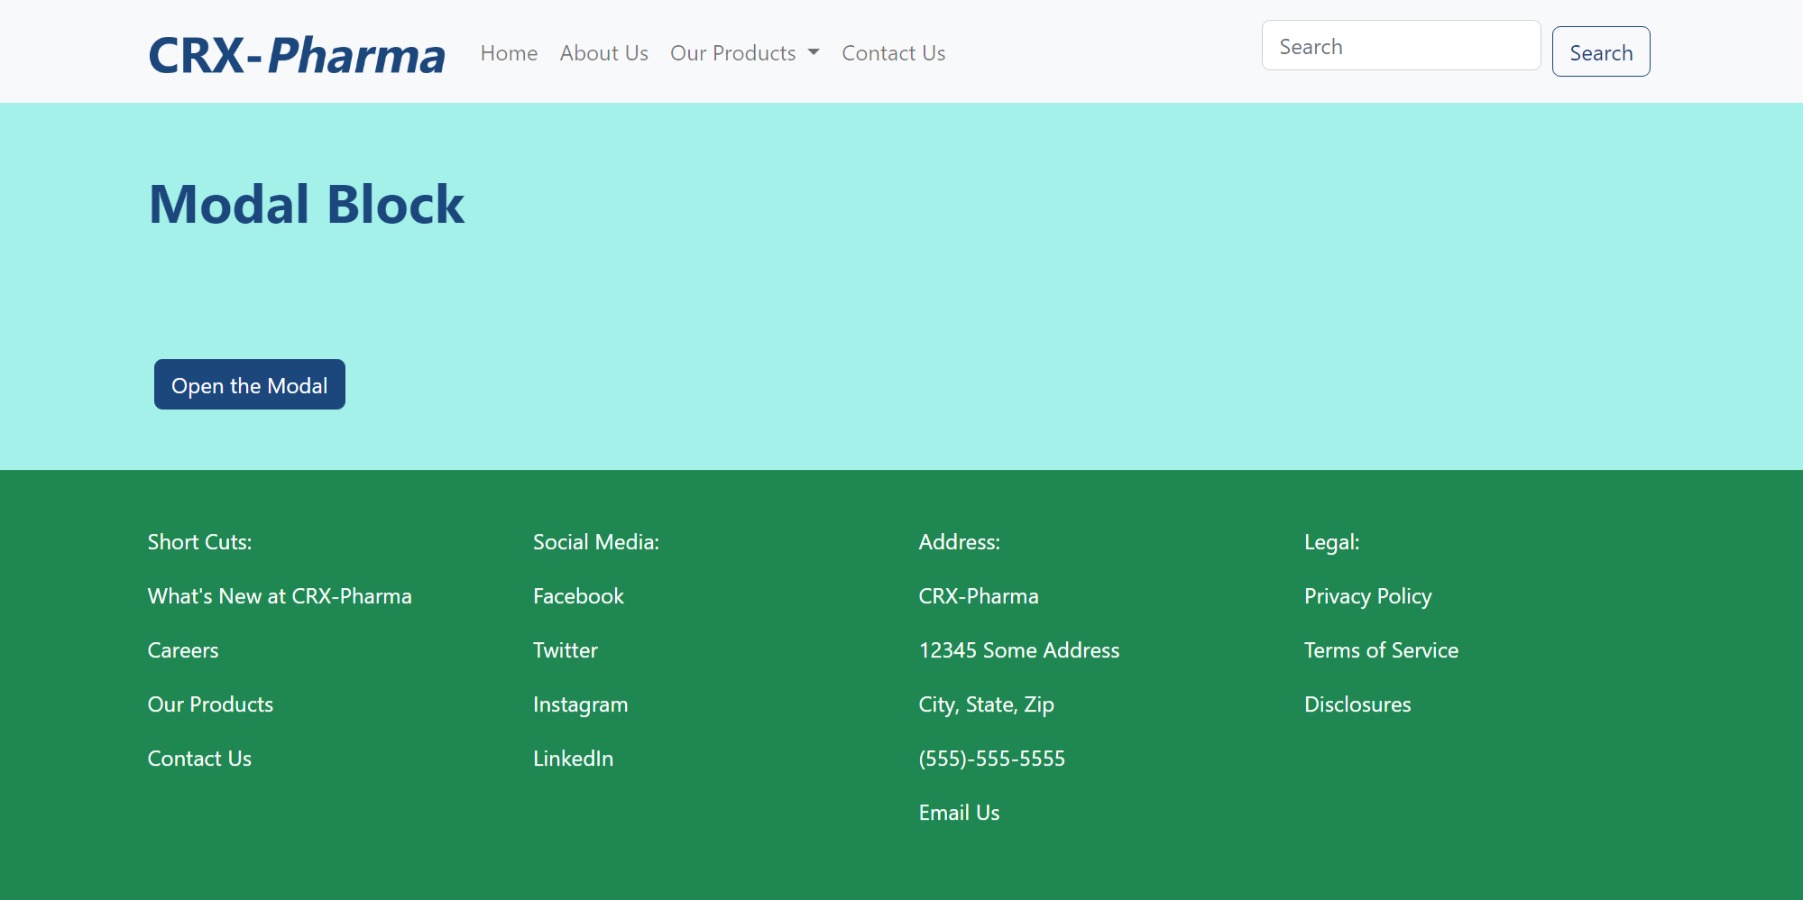 CRX-Pharma Home About Us Our Products Contact Us Search Search
Modal Block
Open the Modal
Short Cuts:
What's New at CRX-Pharma
Careers
Our Products
Contact Us
Social Media:
Facebook
Twitter
Instagram
LinkedIn
Address:
CRX-Pharma
12345 Some Address
City, State, Zip
(555)-555-5555
Email Us
Legal:
Privacy Policy
Terms of Service
Disclosures